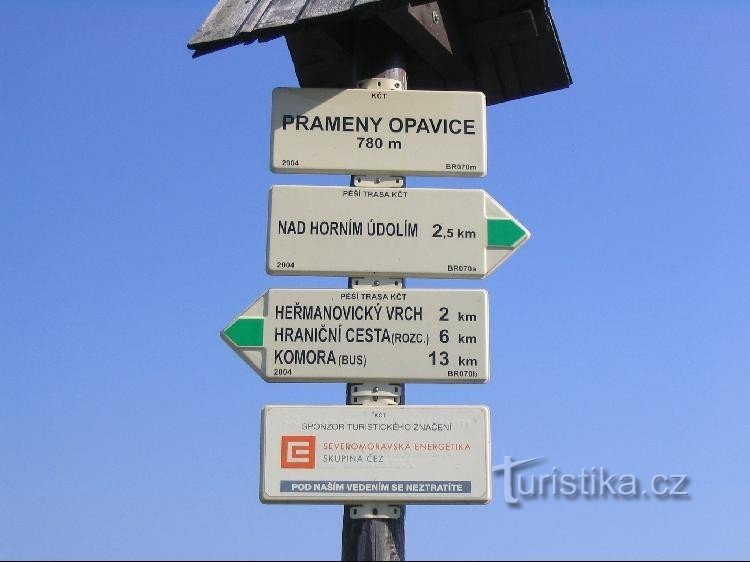 KČT
PRAMENY OPAVICE
780 m
2004 BR070m
PĚŠÍ TRASA KČT
NAD HORNÍM ÚDOLÍM 2,5 km
2004 BR070a
PĚŠÍ TRASA KČT
HEŘMANOVICKÝ VRCH 2 km
HRANIČNÍ CESTA (ROZC.) 6 km
KOMORA (BUS) 13 km
2004 BR070b
KČT
SPONZOR TURISTICKÉHO ZNAČENÍ
SEVEROMORAVSKÁ ENERGETIKA
SKUPINA ČEZ
POD NAŠÍM VEDENÍM SE NEZTRATÍTE
Turistika.cz